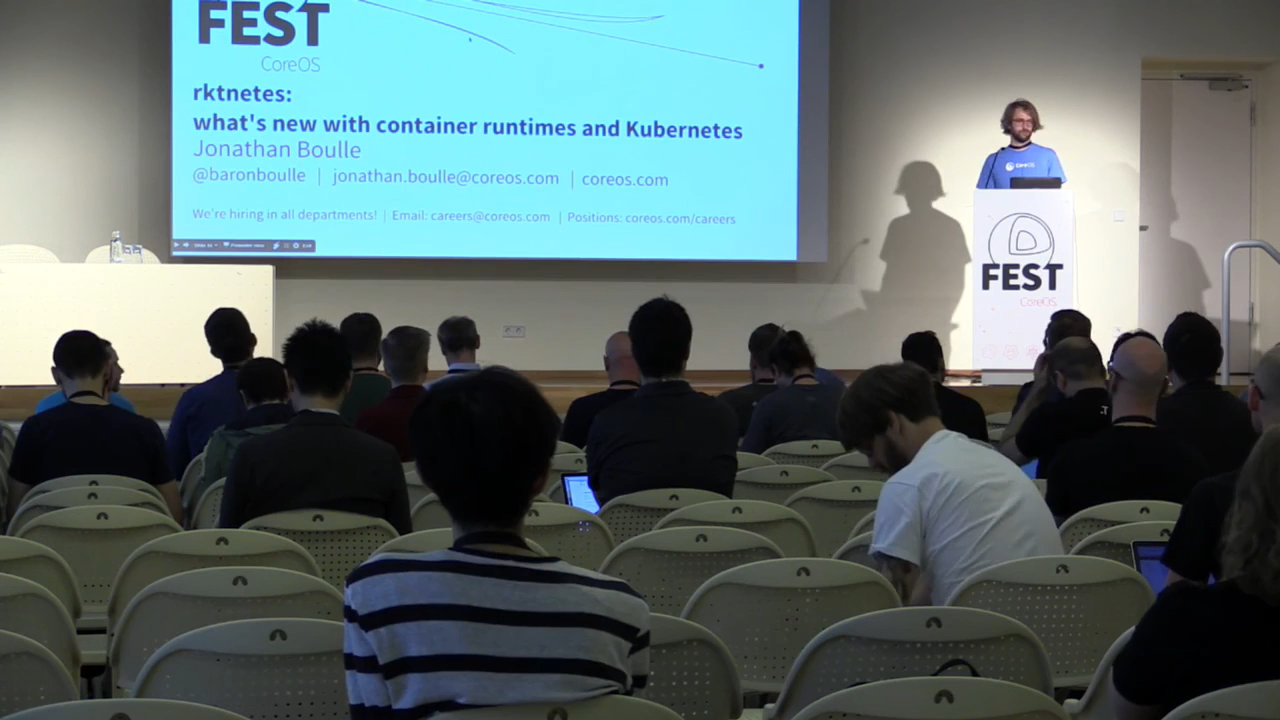 FEST
CoreOS
rktnetes:
what's new with container runtimes and Kubernetes
Jonathan Boulle
@baronboulle | jonathan.boulle@coreos.com | coreos.com
We're hiring in all departments! | Email: careers@coreos.com | Positions: coreos.com/careers
CoreOS
FEST
CoreOS